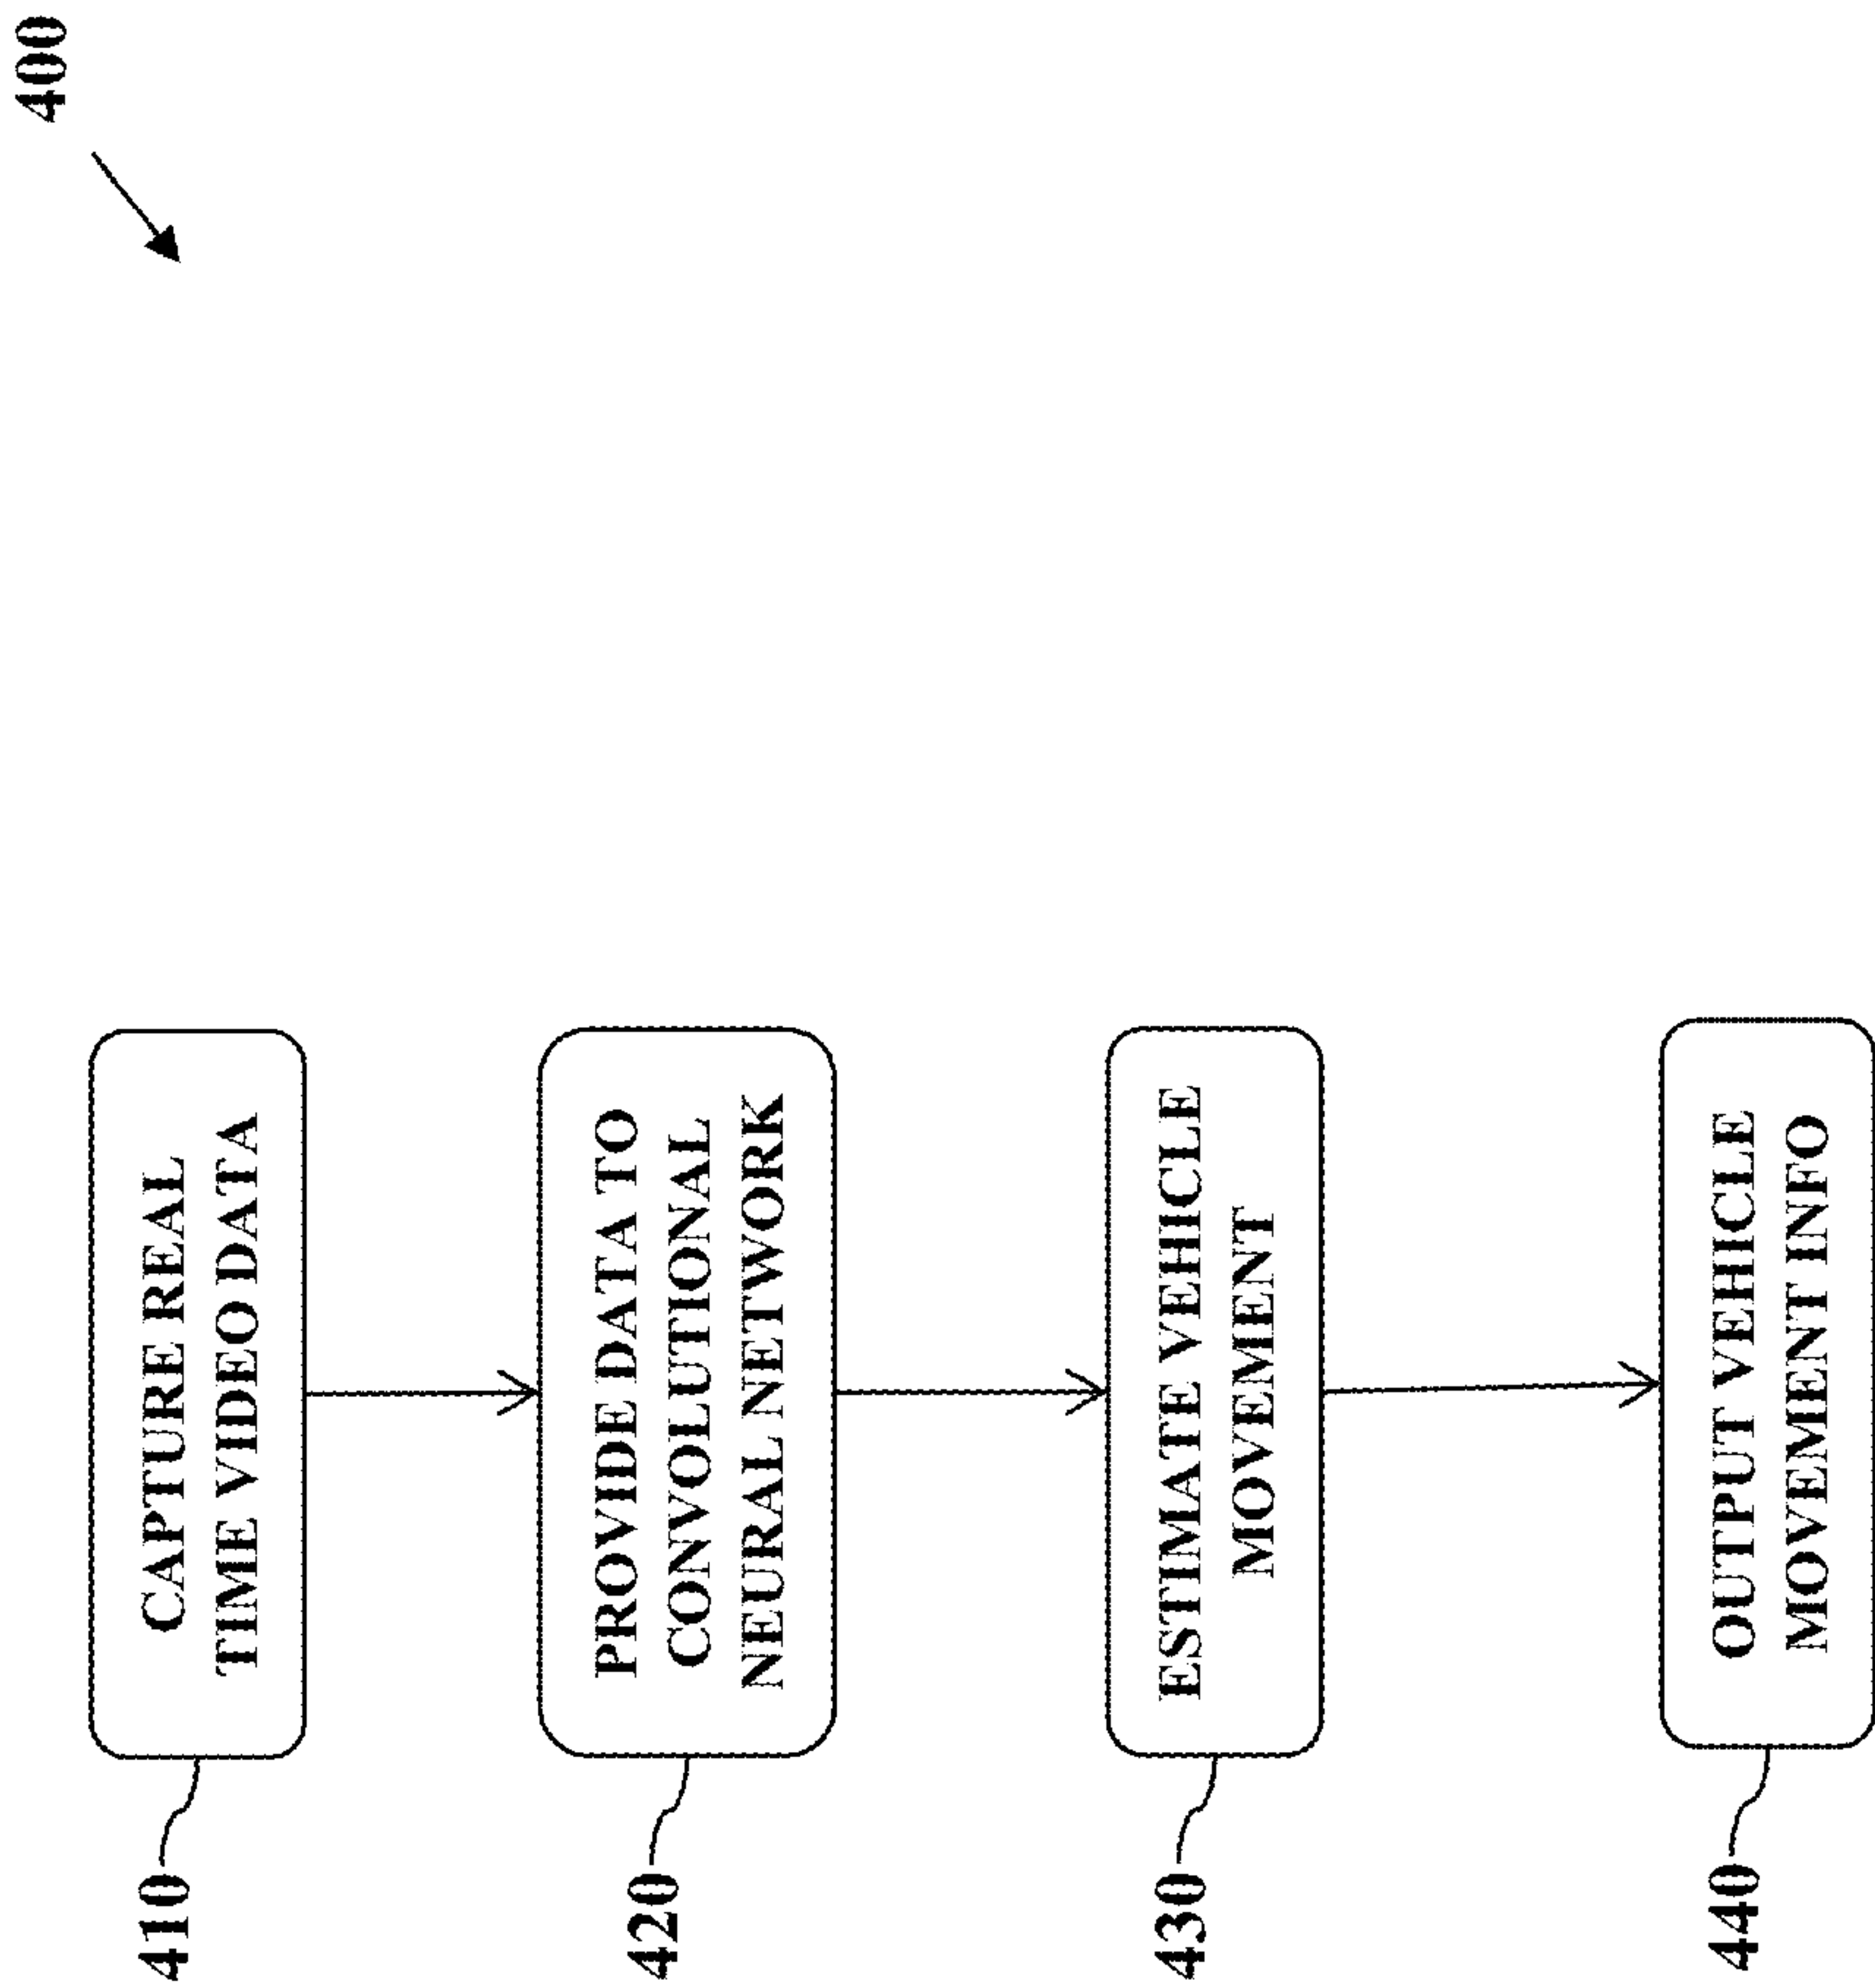 400
410
CAPTURE REAL
TIME VIDEO DATA
420
PROVIDE DATA TO
CONVOLUTIONAL
NEURAL NETWORK
430
ESTIMATE VEHICLE
MOVEMENT
440
OUTPUT VEHICLE
MOVEMENT INFO